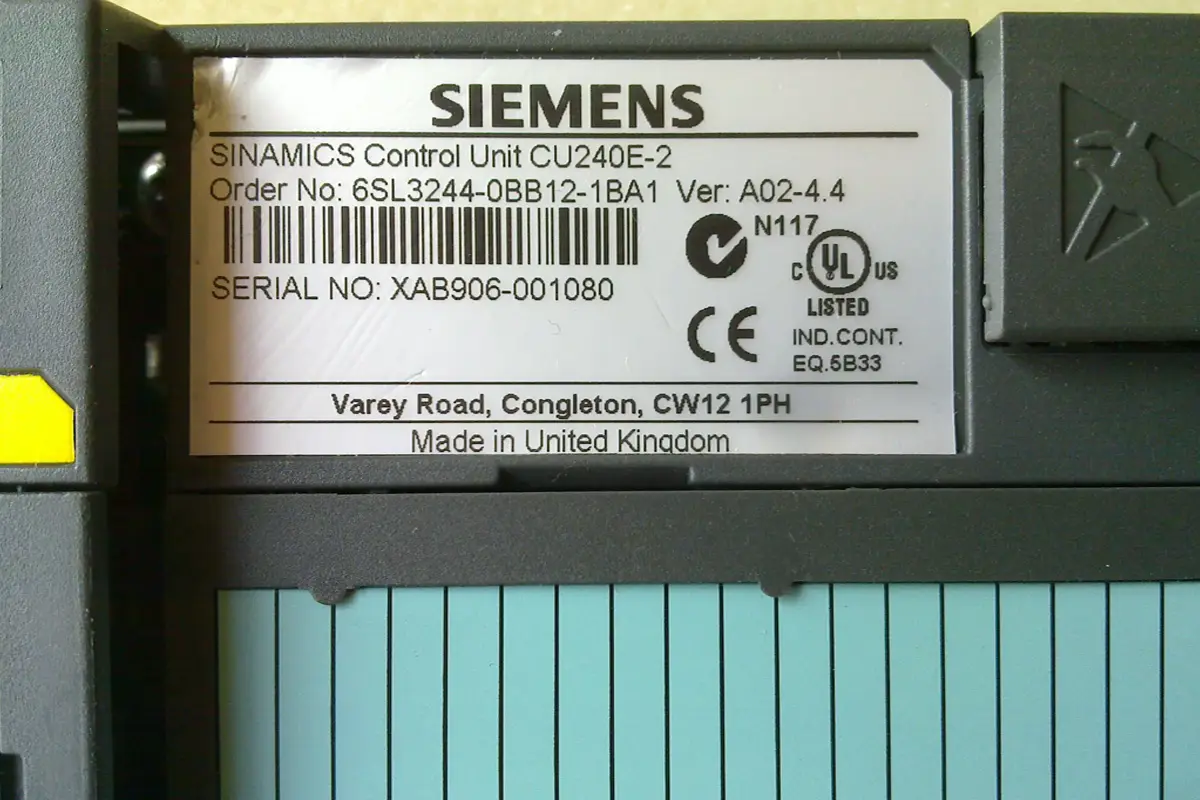 SIEMENS
SINAMICS Control Unit CU240E-2
Order No: 6SL3244-0BB12-1BA1 Ver: A02-4.4
N117
C UL US
LISTED
SERIAL NO: XAB906-001080
CE
IND.CONT.
EQ.5B33
Varey Road, Congleton, CW12 1PH
Made in United Kingdom